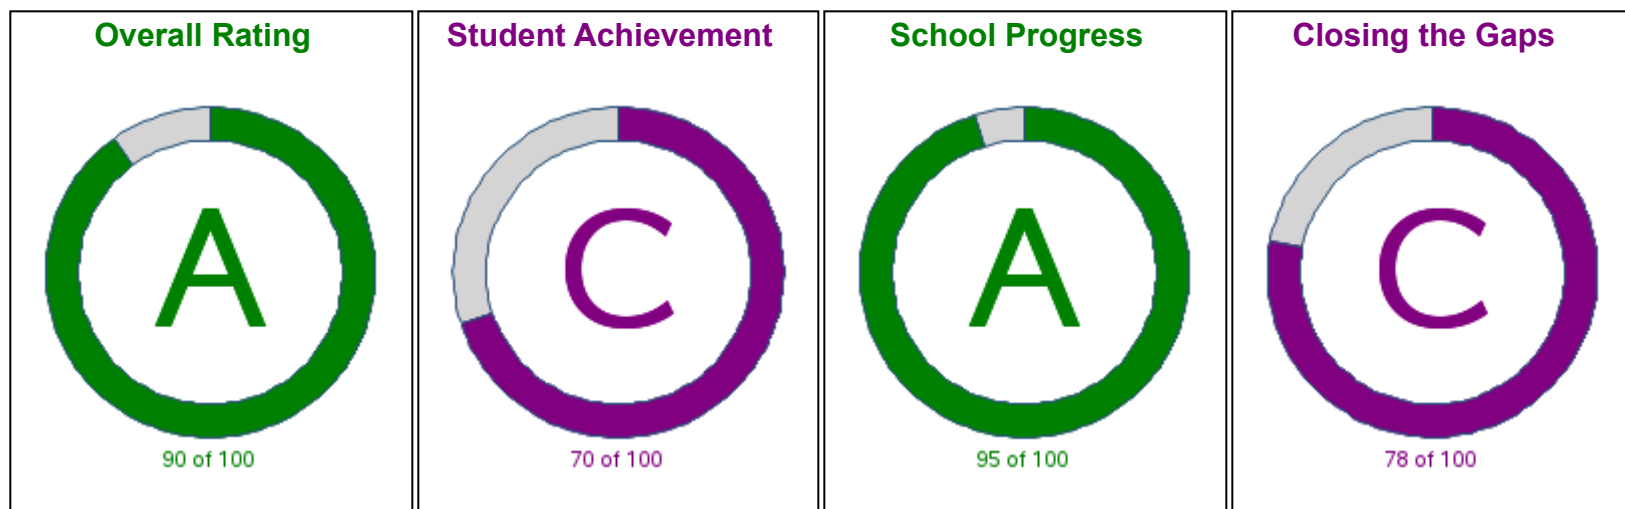 Overall Rating
A
90 of 100
Student Achievement
C
70 of 100
School Progress
A
95 of 100
Closing the Gaps
C
78 of 100